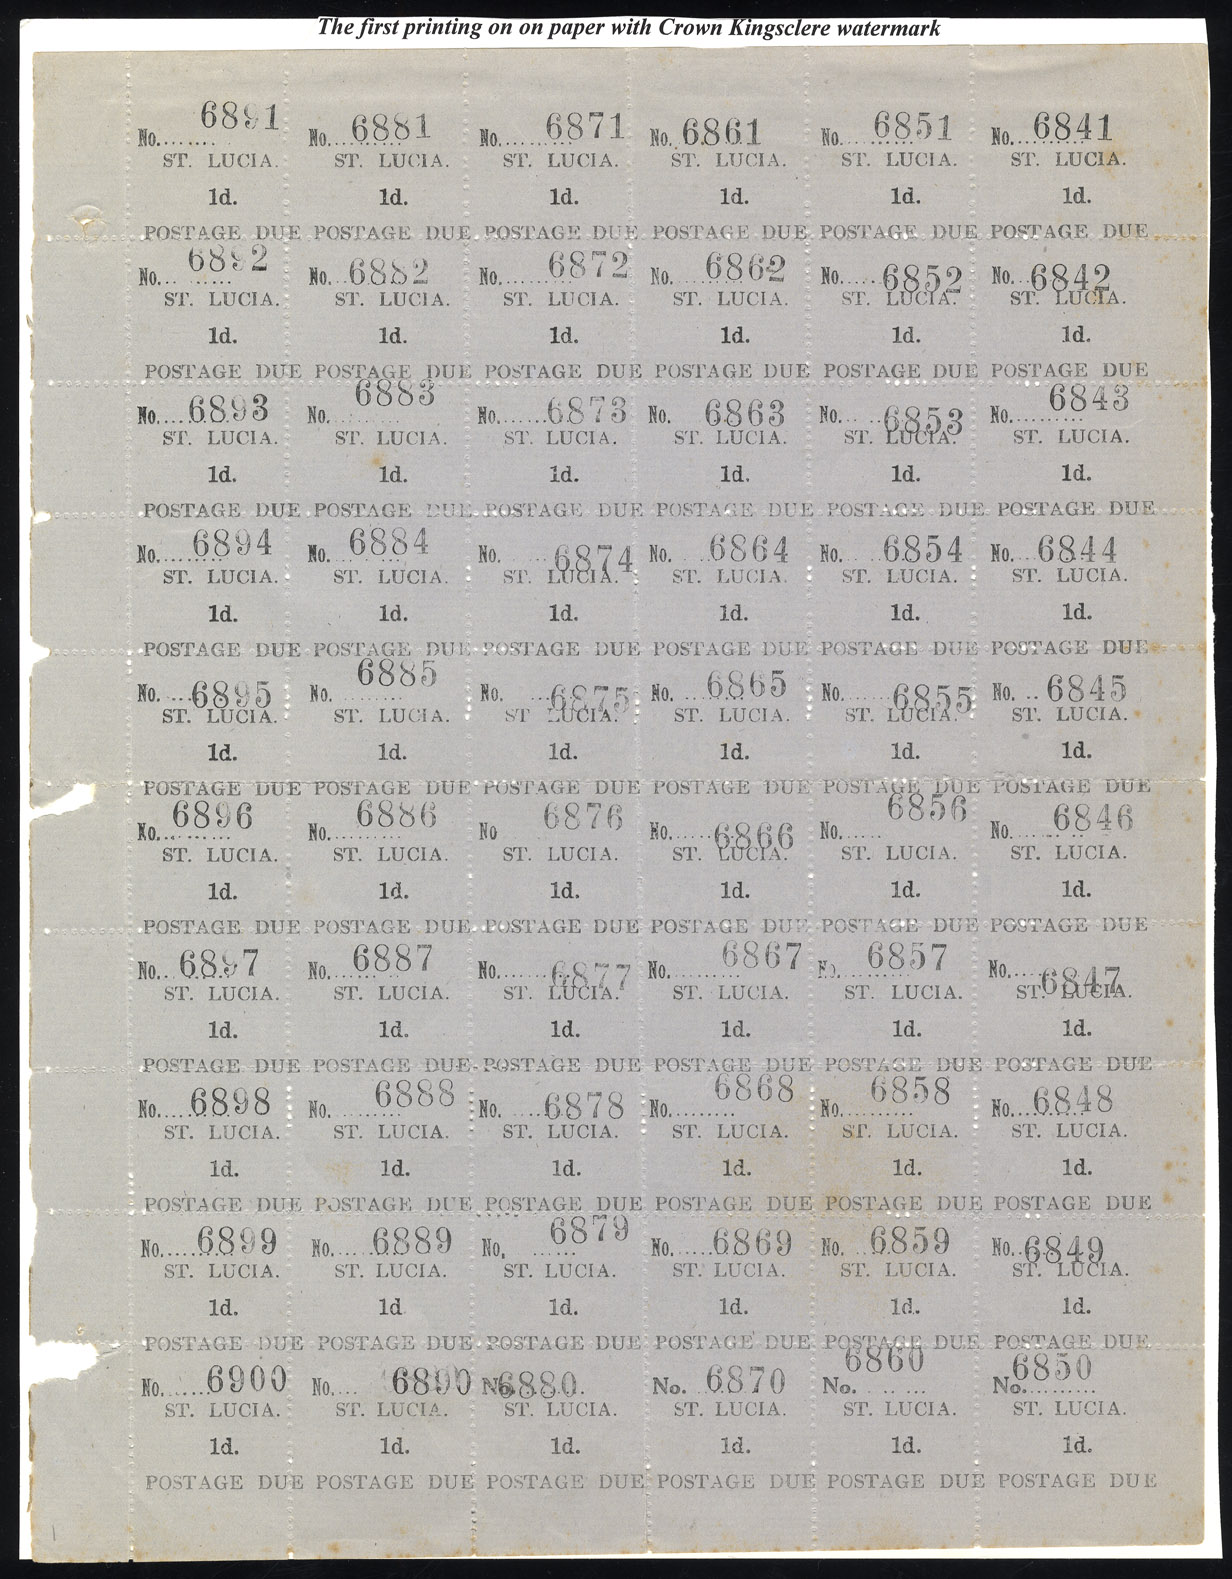 The first printing on on paper with Crown Kingsclere watermark
6891 6881 6871 6861 6851 6841
No......... No......... No......... No......... No......... No.........
ST. LUCIA. ST. LUCIA. ST. LUCIA. ST. LUCIA. ST. LUCIA. ST. LUCIA.
1d. 1d. 1d. 1d. 1d. 1d.
POSTAGE DUE POSTAGE DUE POSTAGE DUE POSTAGE DUE POSTAGE DUE POSTAGE DUE
6892 6882 6872 6862 6852 6842
No......... No......... No......... No......... No......... No.........
ST. LUCIA. ST. LUCIA. ST. LUCIA. ST. LUCIA. ST. LUCIA. ST. LUCIA.
1d. 1d. 1d. 1d. 1d. 1d.
POSTAGE DUE POSTAGE DUE POSTAGE DUE POSTAGE DUE POSTAGE DUE POSTAGE DUE
6893 6883 6873 6863 6853 6843
No......... No......... No......... No. No......... No.........
ST. LUCIA. ST. LUCIA. ST. LUCIA. ST. LUCIA. ST. LUCIA. ST. LUCIA.
1d. 1d. 1d. 1d. 1d. 1d.
POSTAGE DUE POSTAGE DUE POSTAGE DUE POSTAGE DUE POSTAGE DUE POSTAGE DUE
6894 6884 6874 6864 6854 6844
No......... No......... No......... No......... No......... No.........
ST. LUCIA. ST. LUCIA. ST. LUCIA. ST. LUCIA. ST. LUCIA. ST. LUCIA.
1d. 1d. 1d. 1d. 1d. 1d.
POSTAGE DUE POSTAGE DUE POSTAGE DUE POSTAGE DUE POSTAGE DUE POSTAGE DUE
6895 6885 6875 6865 6855 6845
No......... No......... No......... No......... No......... No.........
ST. LUCIA. ST. LUCIA. ST LUCIA. ST. LUCIA. ST. LUCIA. ST. LUCIA.
1d. 1d. 1d. 1d. 1d. 1d.
POSTAGE DUE POSTAGE DUE POSTAGE DUE POSTAGE DUE POSTAGE DUE POSTAGE DUE
6896 6886 6876 6866 6856 6846
No......... No......... No No......... No......... No.........
ST. LUCIA. ST. LUCIA. ST. LUCIA. ST. LUCIA. ST. LUCIA. ST. LUCIA.
1d. 1d. 1d. 1d. 1d. 1d.
POSTAGE DUE POSTAGE DUE POSTAGE DUE POSTAGE DUE POSTAGE DUE POSTAGE DUE
6897 6887 6877 6867 6857 6847
No......... No......... No......... No......... No......... No.........
ST. LUCIA. ST. LUCIA. ST. LUCIA. ST. LUCIA. ST. LUCIA. ST. LUCIA.
1d. 1d. 1d. 1d. 1d. 1d.
POSTAGE DUE POSTAGE DUE POSTAGE DUE POSTAGE DUE POSTAGE DUE POSTAGE DUE
6898 6888 6878 6868 6858 6848
No......... No......... No......... No......... No......... No.........
ST. LUCIA. ST. LUCIA. ST. LUCIA. ST. LUCIA. ST. LUCIA. ST. LUCIA.
1d. 1d. 1d. 1d. 1d. 1d.
POSTAGE DUE POSTAGE DUE POSTAGE DUE POSTAGE DUE POSTAGE DUE POSTAGE DUE
6899 6889 6879 6869 6859 6849
No......... No......... No......... No......... No......... No.........
ST. LUCIA. ST. LUCIA. ST. LUCIA. ST. LUCIA. ST. LUCIA. ST. LUCIA.
1d. 1d 1d. 1d. 1d. 1d.
POSTAGE DUE POSTAGE DUE POSTAGE DUE POSTAGE DUE POSTAGE DUE POSTAGE DUE
6900 6890 6880 6870 6860 6850
No......... No......... No......... No......... No......... No.........
ST. LUCIA. ST. LUCIA. ST. LUCIA. ST. LUCIA. ST. LUCIA. ST. LUCIA.
1d. 1d. 1d. 1d. 1d. 1d.
POSTAGE DUE POSTAGE DUE POSTAGE DUE POSTAGE DUE POSTAGE DUE POSTAGE DUE